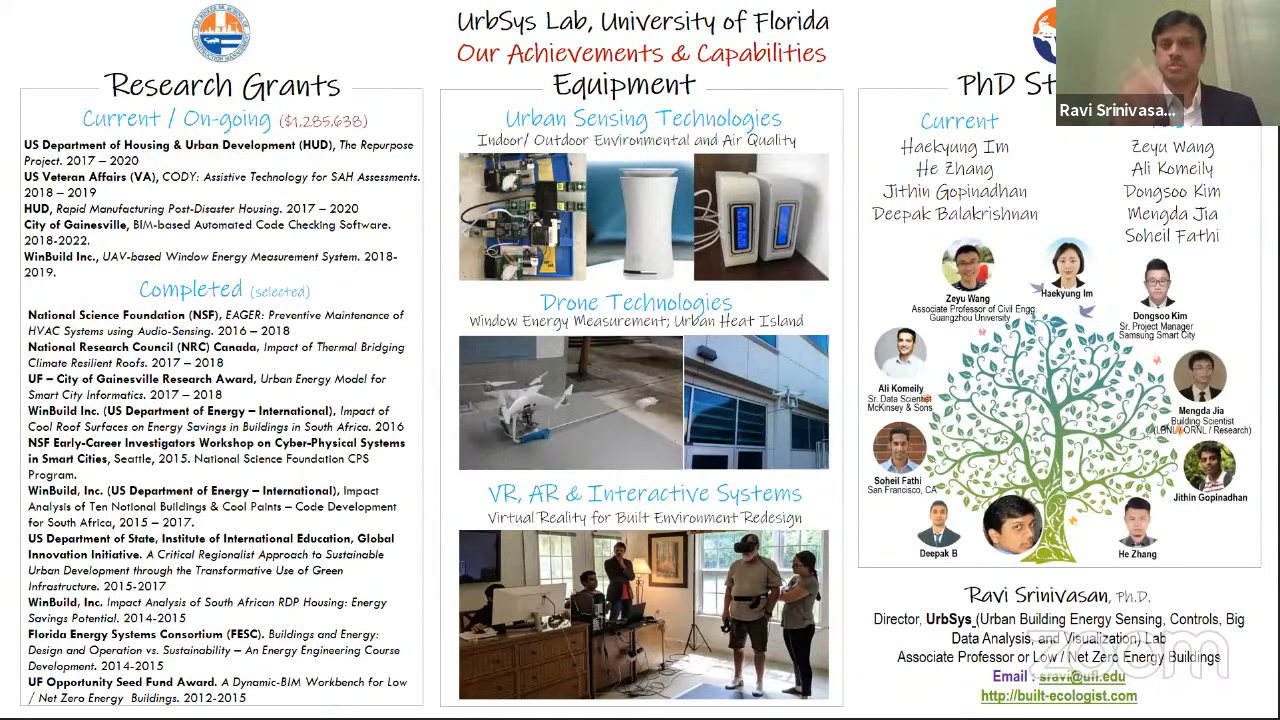 UrbSys Lab, University of Florida
Our Achievements & Capabilities
Research Grants
Current / On-going ($1,285,638)
US Department of Housing & Urban Development (HUD), The Repurpose
Project. 2017 – 2020
US Veteran Affairs (VA), CODY: Assistive Technology for SAH Assessments.
2018 – 2019
HUD, Rapid Manufacturing Post-Disaster Housing. 2017 – 2020
City of Gainesville, BIM-based Automated Code Checking Software.
2018-2022.
WinBuild Inc., UAV-based Window Energy Measurement System. 2018-
2019.
Completed (selected)
National Science Foundation (NSF), EAGER: Preventive Maintenance of
HVAC Systems using Audio-Sensing. 2016 – 2018
National Research Council (NRC) Canada, Impact of Thermal Bridging
Climate Resilient Roofs. 2017 – 2018
UF – City of Gainesville Research Award, Urban Energy Model for
Smart City Informatics. 2017 – 2018
WinBuild Inc. (US Department of Energy – International), Impact of
Cool Roof Surfaces on Energy Savings in Buildings in South Africa. 2016
NSF Early-Career Investigators Workshop on Cyber-Physical Systems
in Smart Cities, Seattle, 2015. National Science Foundation CPS
Program.
WinBuild, Inc. (US Department of Energy – International), Impact
Analysis of Ten Notional Buildings & Cool Paints – Code Development
for South Africa, 2015 – 2017.
US Department of State, Institute of International Education, Global
Innovation Initiative. A Critical Regionalist Approach to Sustainable
Urban Development through the Transformative Use of Green
Infrastructure. 2015-2017
WinBuild, Inc. Impact Analysis of South African RDP Housing: Energy
Savings Potential. 2014-2015
Florida Energy Systems Consortium (FESC). Buildings and Energy:
Design and Operation vs. Sustainability – An Energy Engineering Course
Development. 2014-2015
UF Opportunity Seed Fund Award. A Dynamic-BIM Workbench for Low
/ Net Zero Energy Buildings. 2012-2015
Equipment
Urban Sensing Technologies
Indoor/ Outdoor Environmental and Air Quality
Drone Technologies
Window Energy Measurement; Urban Heat Island
VR, AR & Interactive Systems
Virtual Reality for Built Environment Redesign
PhD St
Ravi Srinivasa...
Current
Haekyung Im
He Zhang
Jithin Gopinadhan
Deepak Balakrishnan
Zeyu Wang
Ali Komeily
Dongsoo Kim
Mengda Jia
Soheil Fathi
Zeyu Wang
Associate Professor of Civil Engg.
Guangzhou University
Haekyung Im
Dongsoo Kim
Sr. Project Manager
Samsung Smart City
Ali Komeily
Sr. Data Scientist
McKinsey & Sons
Mengda Jia
Building Scientist
(LBNL / ORNL / Research)
Soheil Fathi
San Francisco, CA
Jithin Gopinadhan
Deepak B
He Zhang
Ravi Srinivasan, Ph.D.
Director, UrbSys (Urban Building Energy Sensing, Controls, Big
Data Analysis, and Visualization) Lab
Associate Professor or Low / Net Zero Energy Buildings
Email : sravi@ufl.edu
http://built-ecologist.com
zoom